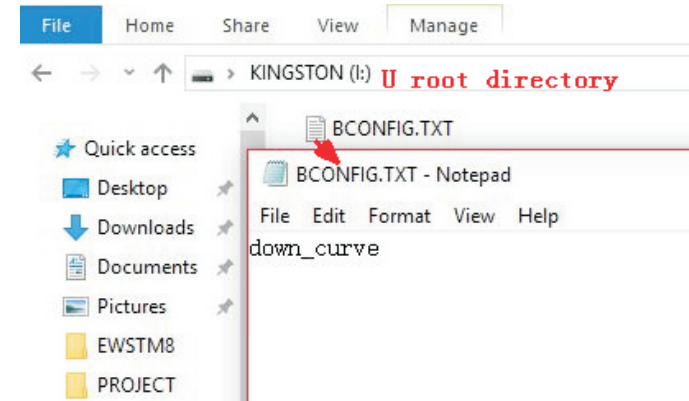 File Home Share View Manage
KINGSTON (I:) U root directory
BCONFIG.TXT
Quick access
BCONFIG.TXT - Notepad
Desktop
File Edit Format View Help
Downloads
down_curve
Documents
Pictures
EWSTM8
PROJECT